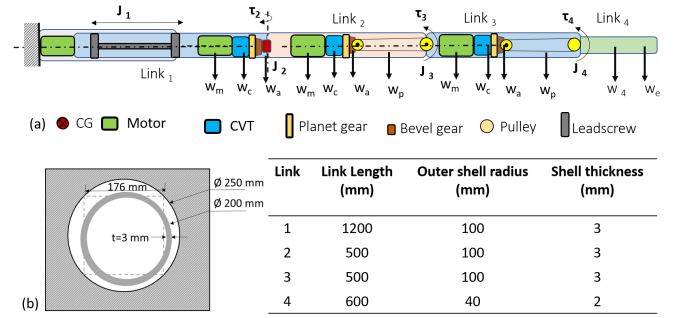 J 1
τ2
Link 2
τ3
Link 3
τ4
Link 4
Link 1
J 2
J 3
J 4
wm
wc
wa
wm
wc
wa
wp
wm
wc
wa
wp
w4
we
(a)
CG
Motor
CVT
Planet gear
Bevel gear
Pulley
Leadscrew
176 mm
Ø 250 mm
Ø 200 mm
t=3 mm
(b)
Link Link Length (mm) Outer shell radius (mm) Shell thickness (mm)
1 1200 100 3
2 500 100 3
3 500 100 3
4 600 40 2